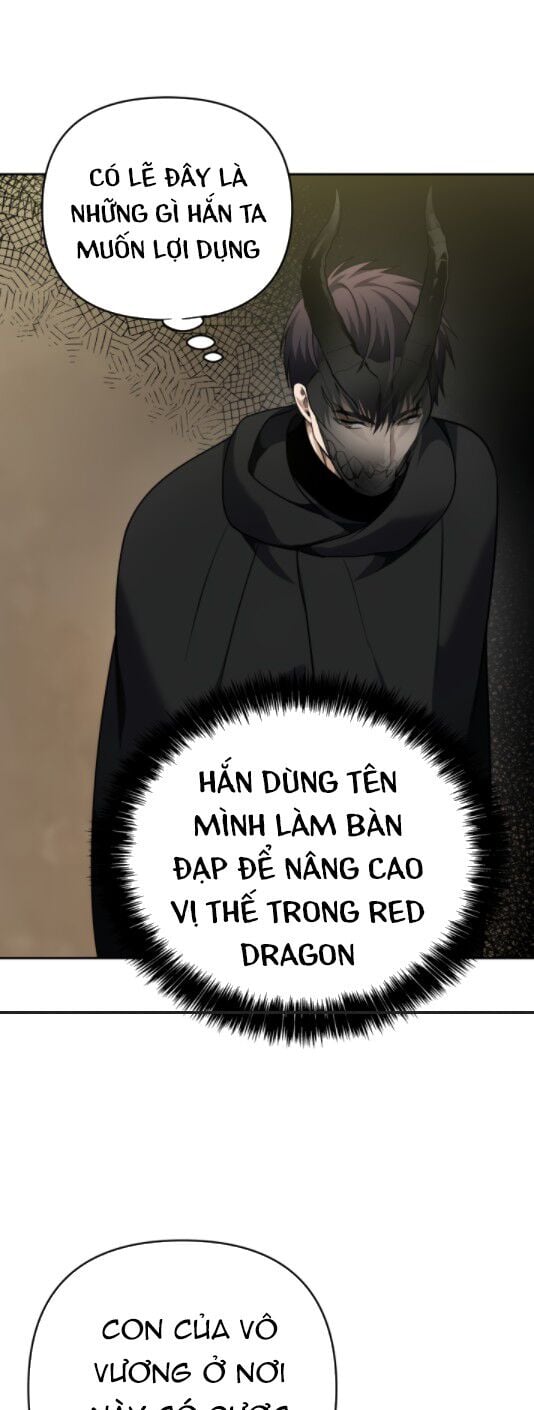 CÓ LẼ ĐÂY LÀ
NHỮNG GÌ HẮN TA
MUỐN LỢI DỤNG
HẮN DÙNG TÊN
MÌNH LÀM BÀN
ĐẠP ĐỂ NÂNG CAO
VỊ THẾ TRONG RED
DRAGON
CON CỦA VÔ
VƯƠNG Ở NƠI